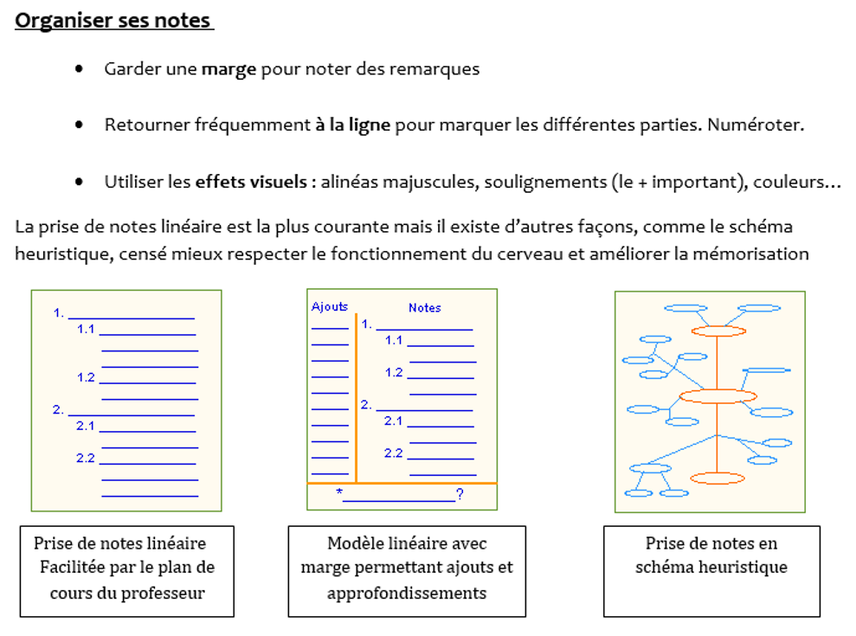 Organiser ses notes
• Garder une marge pour noter des remarques
• Retourner fréquemment à la ligne pour marquer les différentes parties. Numéroter.
• Utiliser les effets visuels : alinéas majuscules, soulignements (le + important), couleurs…
La prise de notes linéaire est la plus courante mais il existe d’autres façons, comme le schéma
heuristique, censé mieux respecter le fonctionnement du cerveau et améliorer la mémorisation
1.
1.1
1.2
2.
2.1
2.2
Ajouts Notes
1.
1.1
1.2
2.
2.1
2.2
* ?
Prise de notes linéaire
Facilitée par le plan de
cours du professeur
Modèle linéaire avec
marge permettant ajouts et
approfondissements
Prise de notes en
schéma heuristique